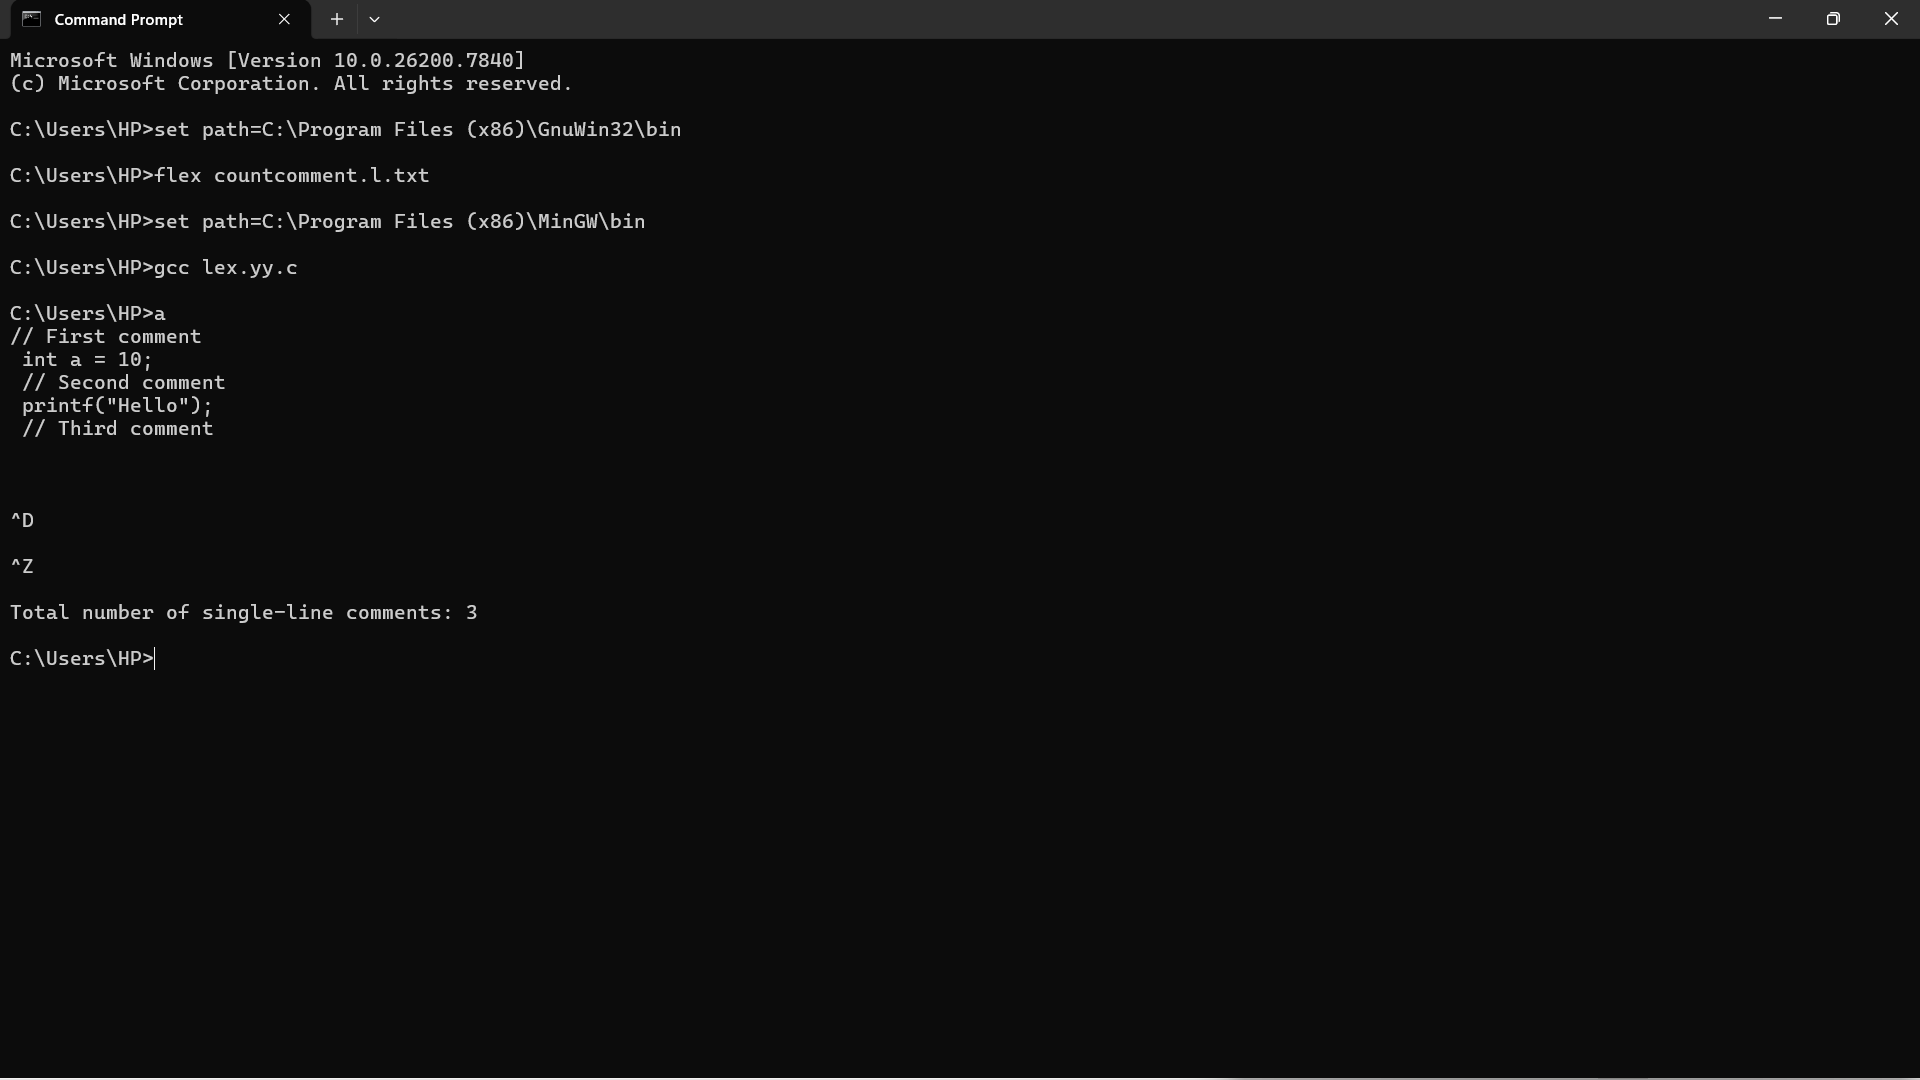 Command Prompt
Microsoft Windows [Version 10.0.26200.7840]
(c) Microsoft Corporation. All rights reserved.
C:\Users\HP>set path=C:\Program Files (x86)\GnuWin32\bin
C:\Users\HP>flex countcomment.l.txt
C:\Users\HP>set path=C:\Program Files (x86)\MinGW\bin
C:\Users\HP>gcc lex.yy.c
C:\Users\HP>a
// First comment
 int a = 10;
 // Second comment
 printf("Hello");
 // Third comment
^D
^Z
Total number of single-line comments: 3
C:\Users\HP>